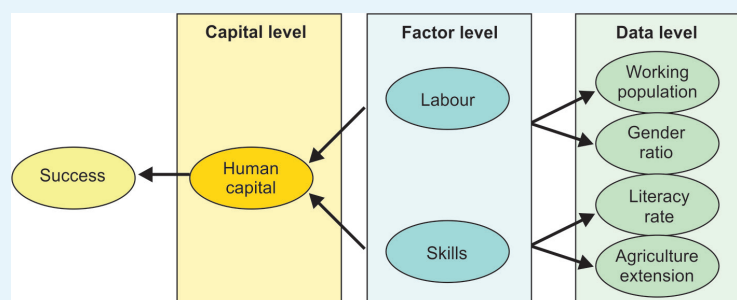 Capital level
Factor level
Data level
Success
Human
capital
Labour
Skills
Working
population
Gender
ratio
Literacy
rate
Agriculture
extension